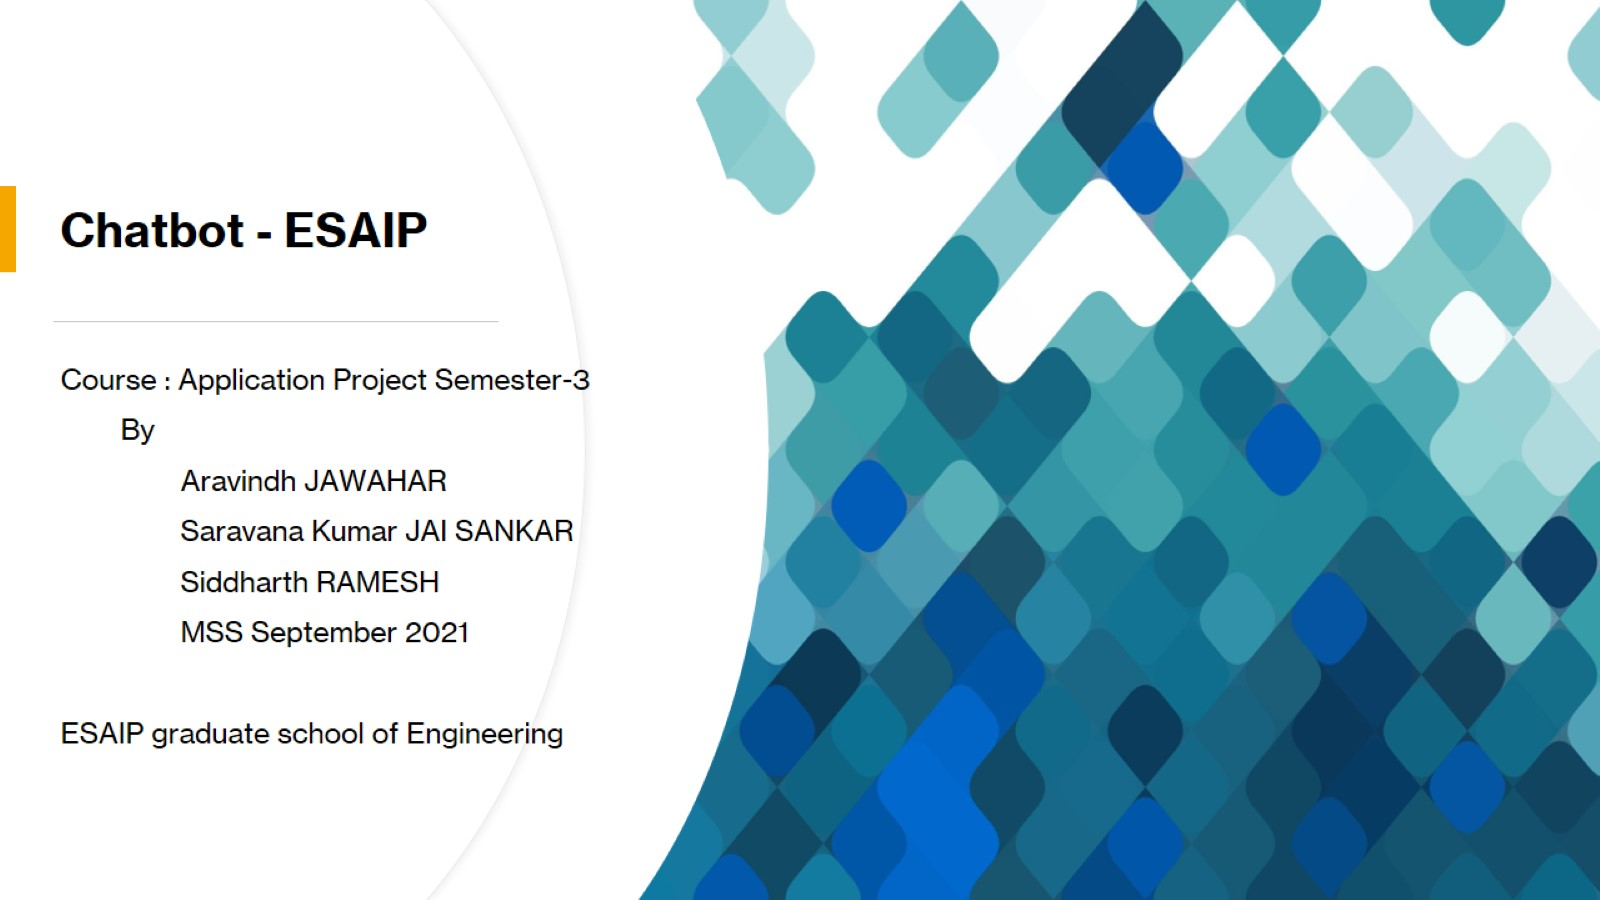 Chatbot - ESAIP
Course : Application Project Semester-3
By
Aravindh JAWAHAR
Saravana Kumar JAI SANKAR
Siddharth RAMESH
MSS September 2021
ESAIP graduate school of Engineering